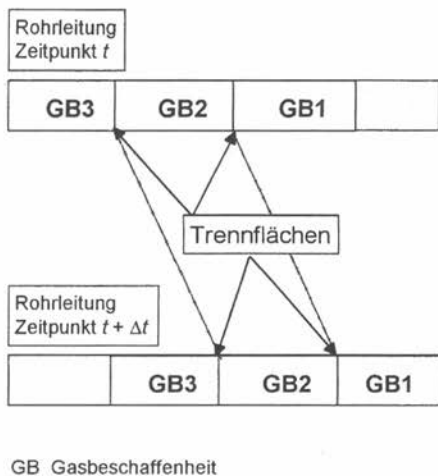 Rohrleitung
Zeitpunkt t
GB3 GB2 GB1
Trennflächen
Rohrleitung
Zeitpunkt t + Δt
GB3 GB2 GB1
GB Gasbeschaffenheit